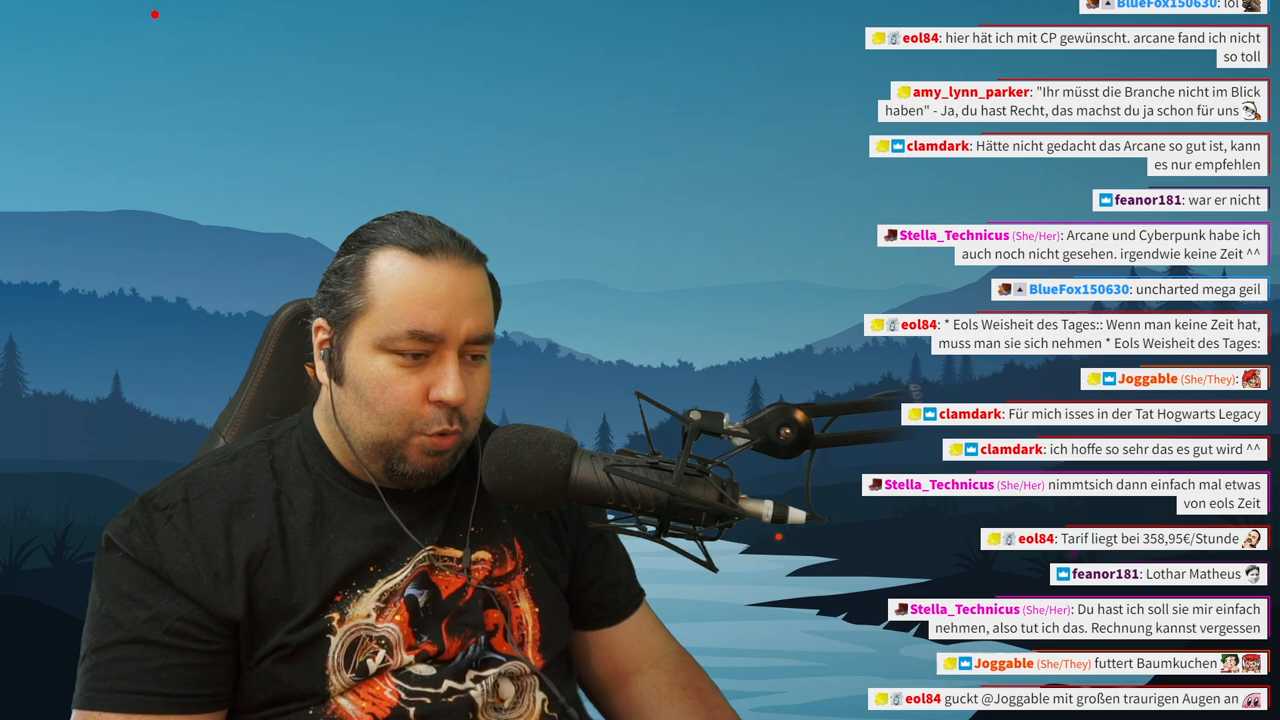 BlueFox150630: lol
eol84: hier hät ich mit CP gewünscht. arcane fand ich nicht
so toll
amy_lynn_parker: "Ihr müsst die Branche nicht im Blick
haben" - Ja, du hast Recht, das machst du ja schon für uns
clamdark: Hätte nicht gedacht das Arcane so gut ist, kann
es nur empfehlen
feanor181: war er nicht
Stella_Technicus (She/Her): Arcane und Cyberpunk habe ich
auch noch nicht gesehen. irgendwie keine Zeit ^^
BlueFox150630: uncharted mega geil
eol84: * Eols Weisheit des Tages:: Wenn man keine Zeit hat,
muss man sie sich nehmen * Eols Weisheit des Tages:
Joggable (She/They):
clamdark: Für mich isses in der Tat Hogwarts Legacy
clamdark: ich hoffe so sehr das es gut wird ^^
Stella_Technicus (She/Her) nimmtsich dann einfach mal etwas
von eols Zeit
eol84: Tarif liegt bei 358,95€/Stunde
feanor181: Lothar Matheus
Stella_Technicus (She/Her): Du hast ich soll sie mir einfach
nehmen, also tut ich das. Rechnung kannst vergessen
Joggable (She/They) futtert Baumkuchen
eol84 guckt @Joggable mit großen traurigen Augen an